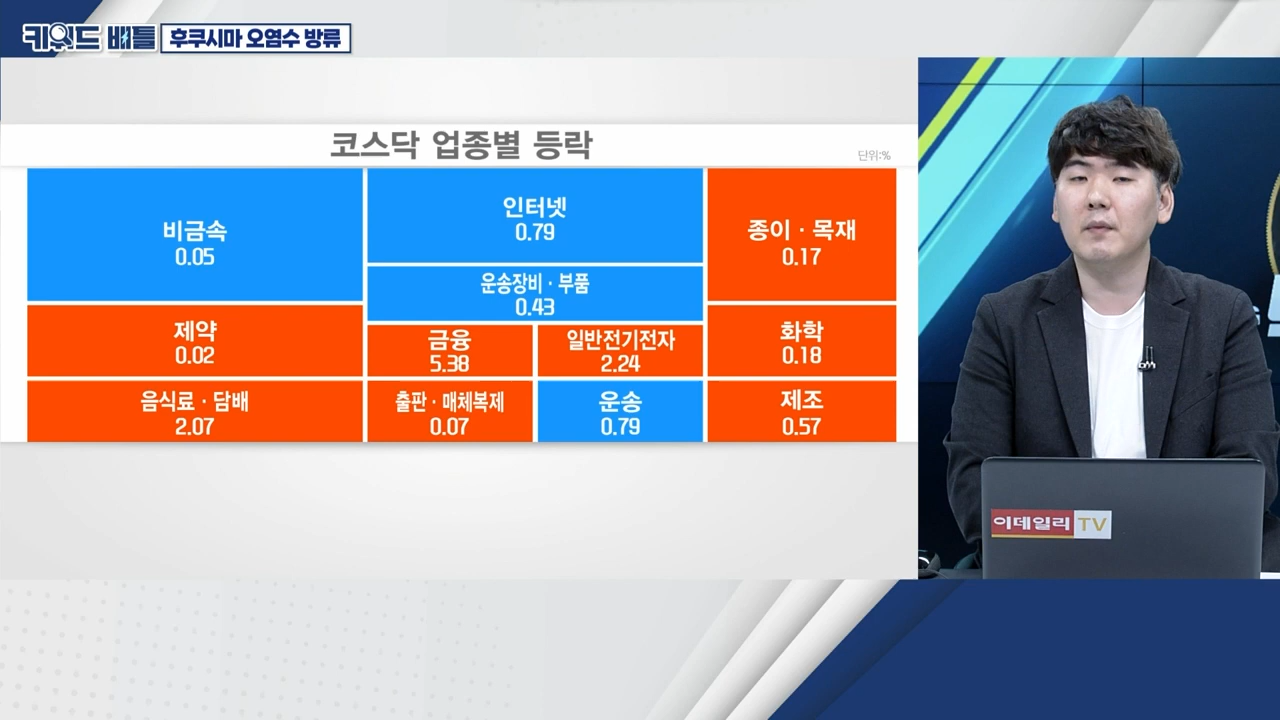 키워드 배틀 후쿠시마 오염수 방류
코스닥 업종별 등락
단위:%
비금속
0.05
인터넷
0.79
종이·목재
0.17
운송장비·부품
0.43
제약
0.02
금융
5.38
일반전기전자
2.24
화학
0.18
음식료·담배
2.07
출판·매체복제
0.07
운송
0.79
제조
0.57
이데일리 TV